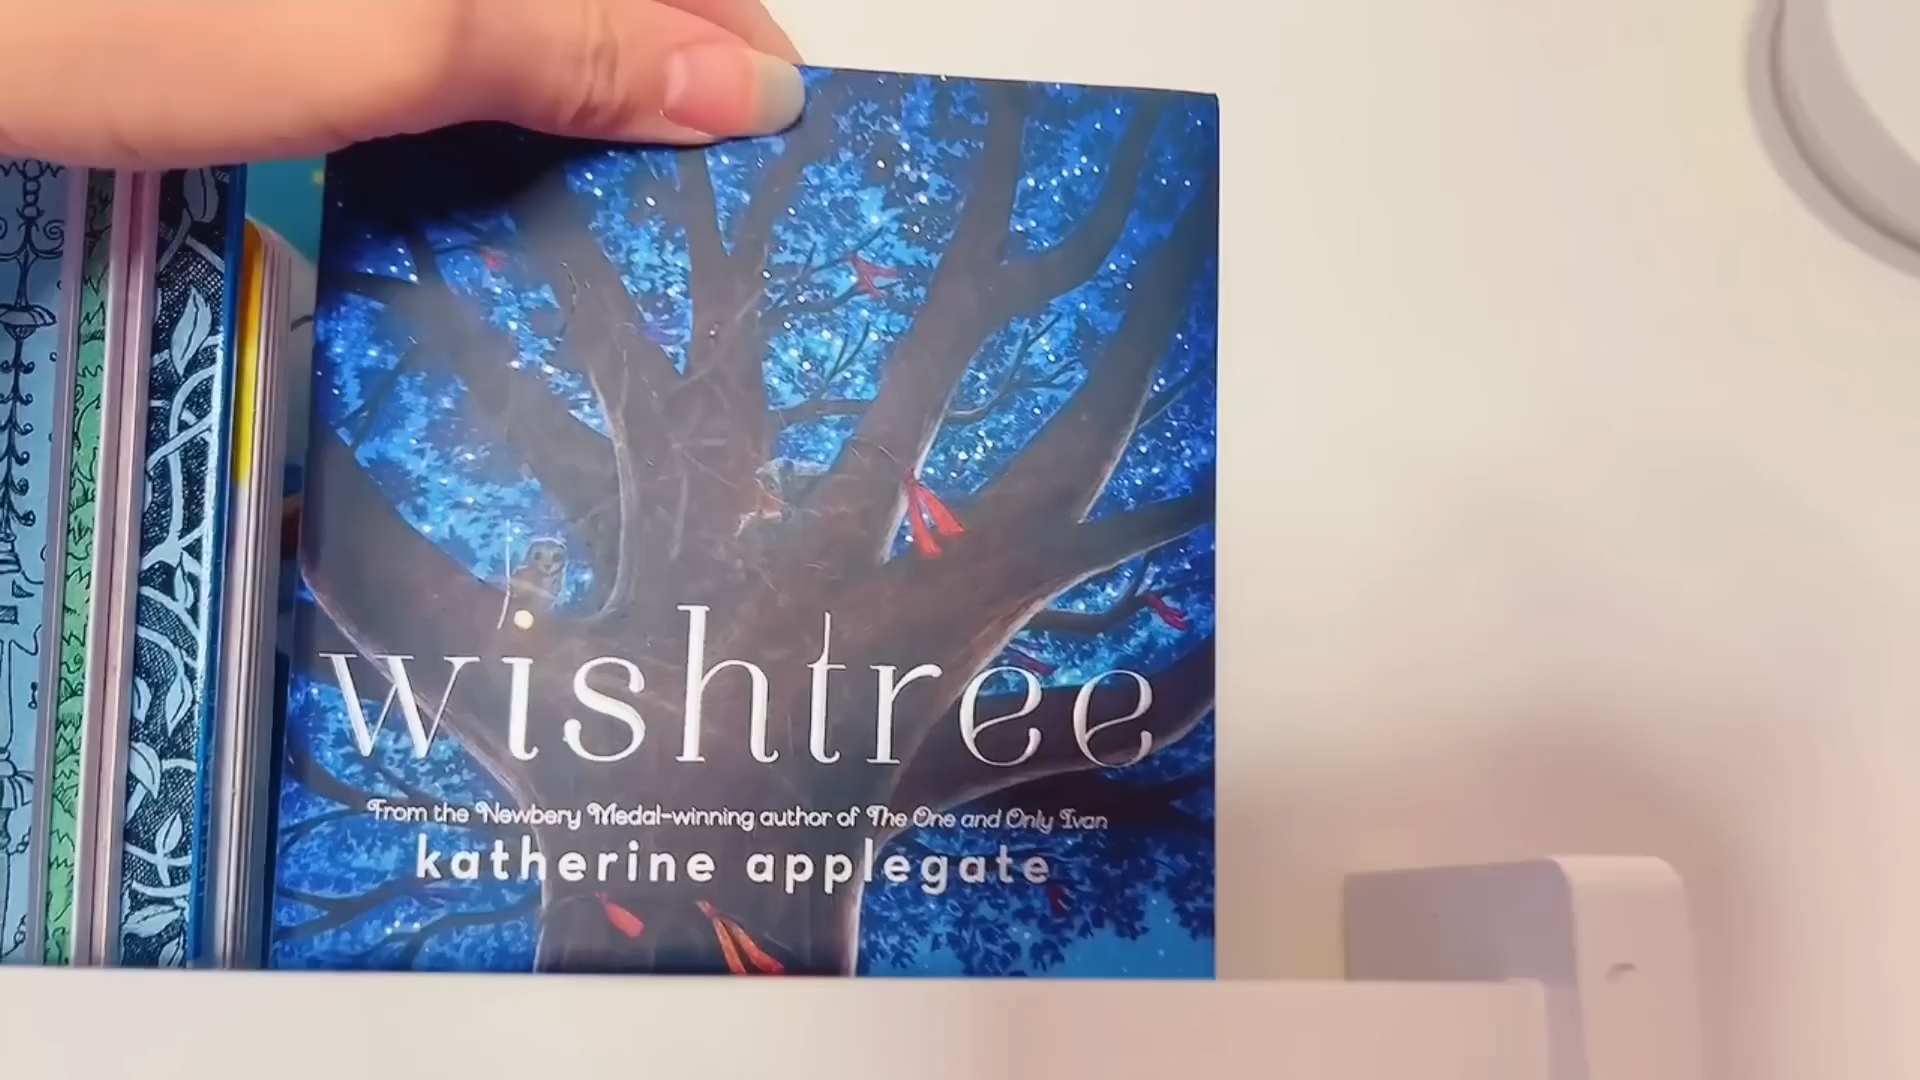 wishtree
From the Newbery Medal-winning author of The One and Only Ivan
katherine applegate